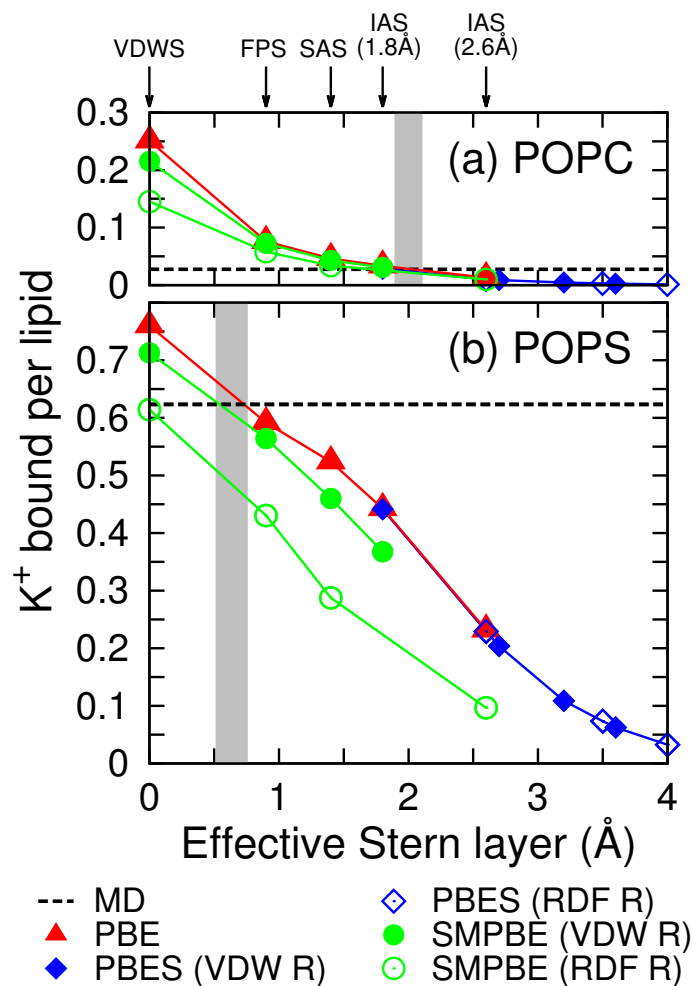 VDWS FPS SAS IAS (1.8Å) IAS (2.6Å)
0.3
(a) POPC
0.2
0.1
0
(b) POPS
0.7
0.6
0.5
0.4
0.3
0.2
0.1
0
K+ bound per lipid
0 1 2 3 4
Effective Stern layer (Å)
MD
PBE
PBES (VDW R)
PBES (RDF R)
SMPBE (VDW R)
SMPBE (RDF R)